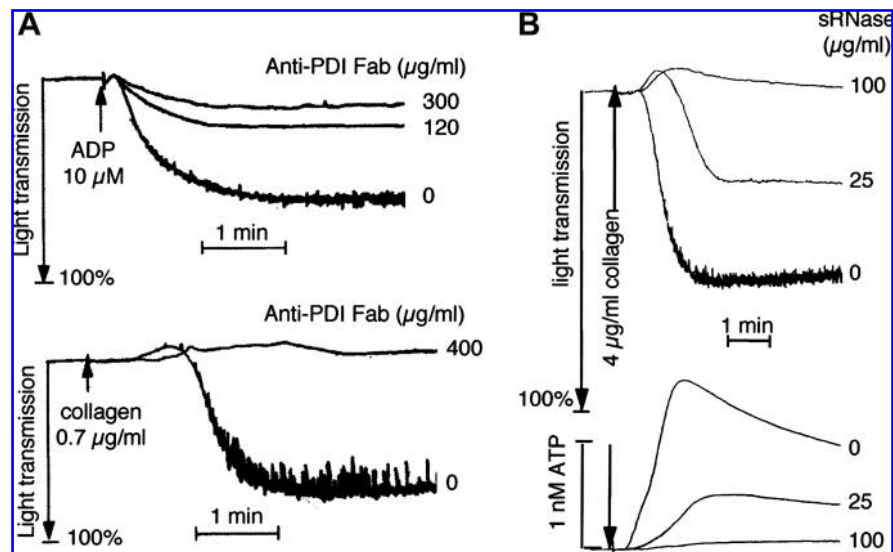 A
Anti-PDI Fab (µg/ml)
300
120
ADP
10 µM
0
Light transmission
1 min
100%
Anti-PDI Fab (µg/ml)
400
collagen
0.7 µg/ml
0
Light transmission
1 min
100%
B
sRNase
(µg/ml)
100
25
light transmission
4 µg/ml collagen
0
1 min
100%
1 nM ATP
0
25
100